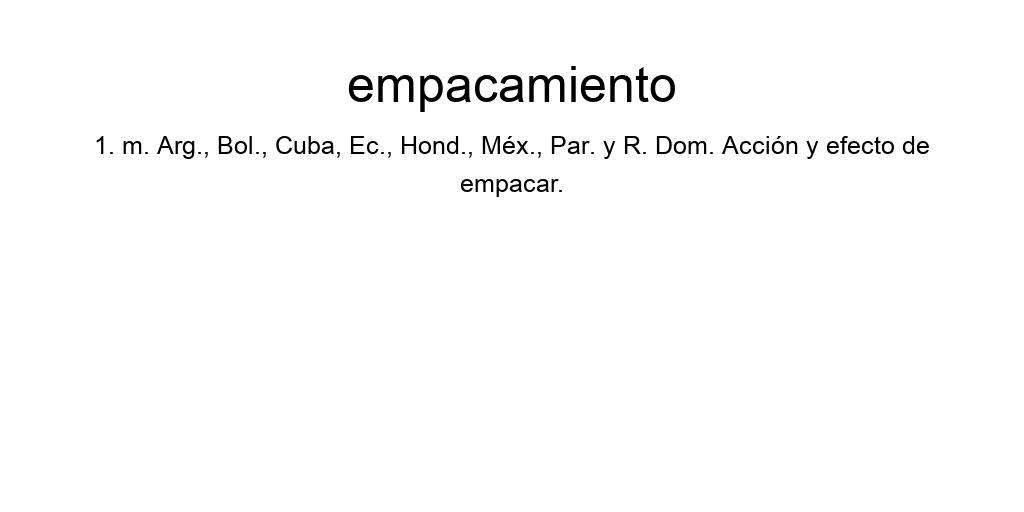 empacamiento
1. m. Arg., Bol., Cuba, Ec., Hond., Méx., Par. y R. Dom. Acción y efecto de
empacar.